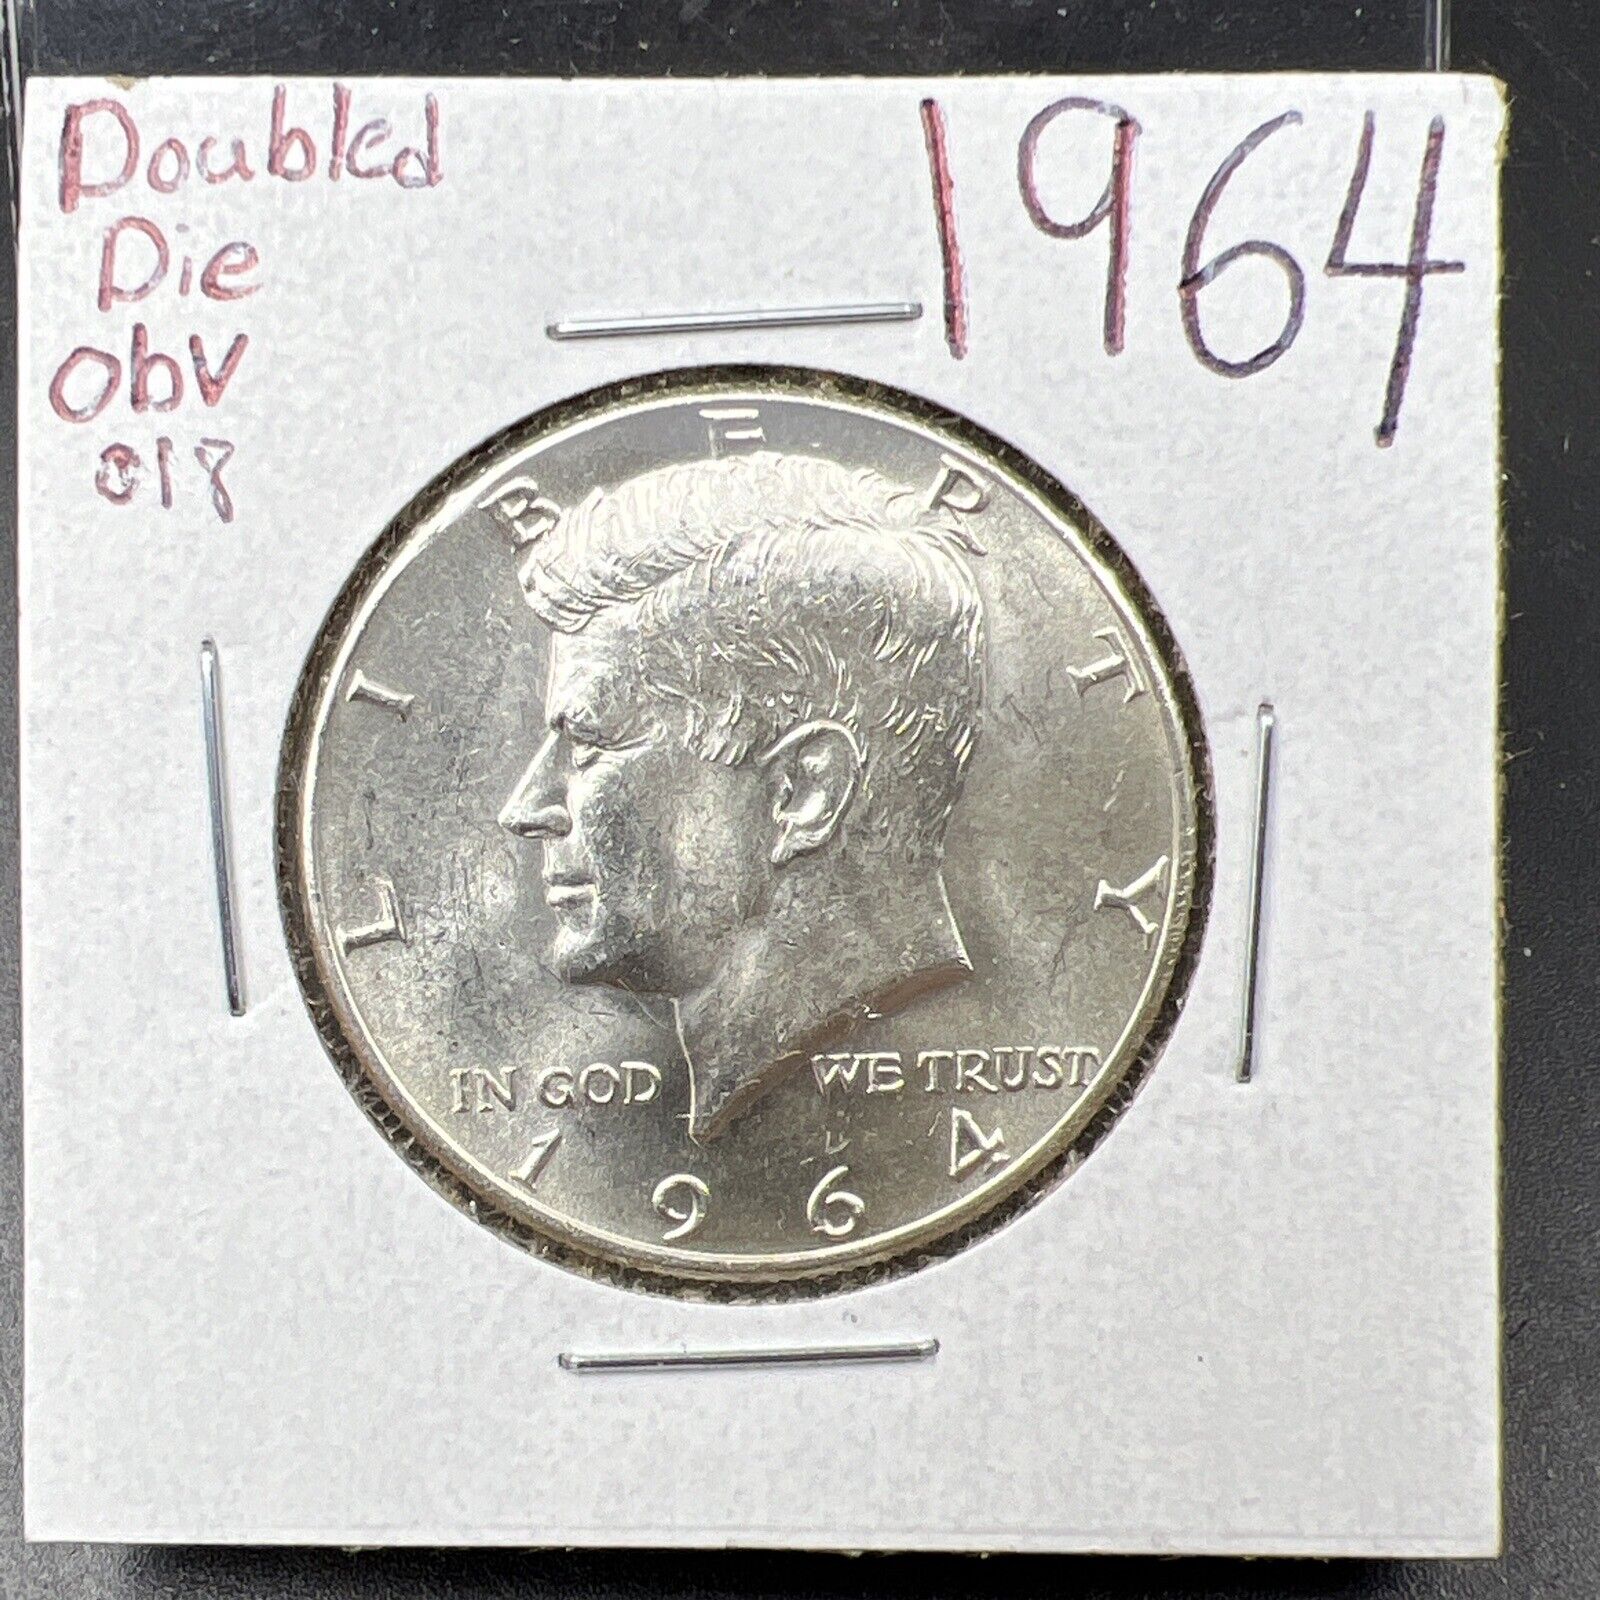 Doubled
Die
Obv
018
1964
LIBERTY
IN GOD WE TRUST
1964